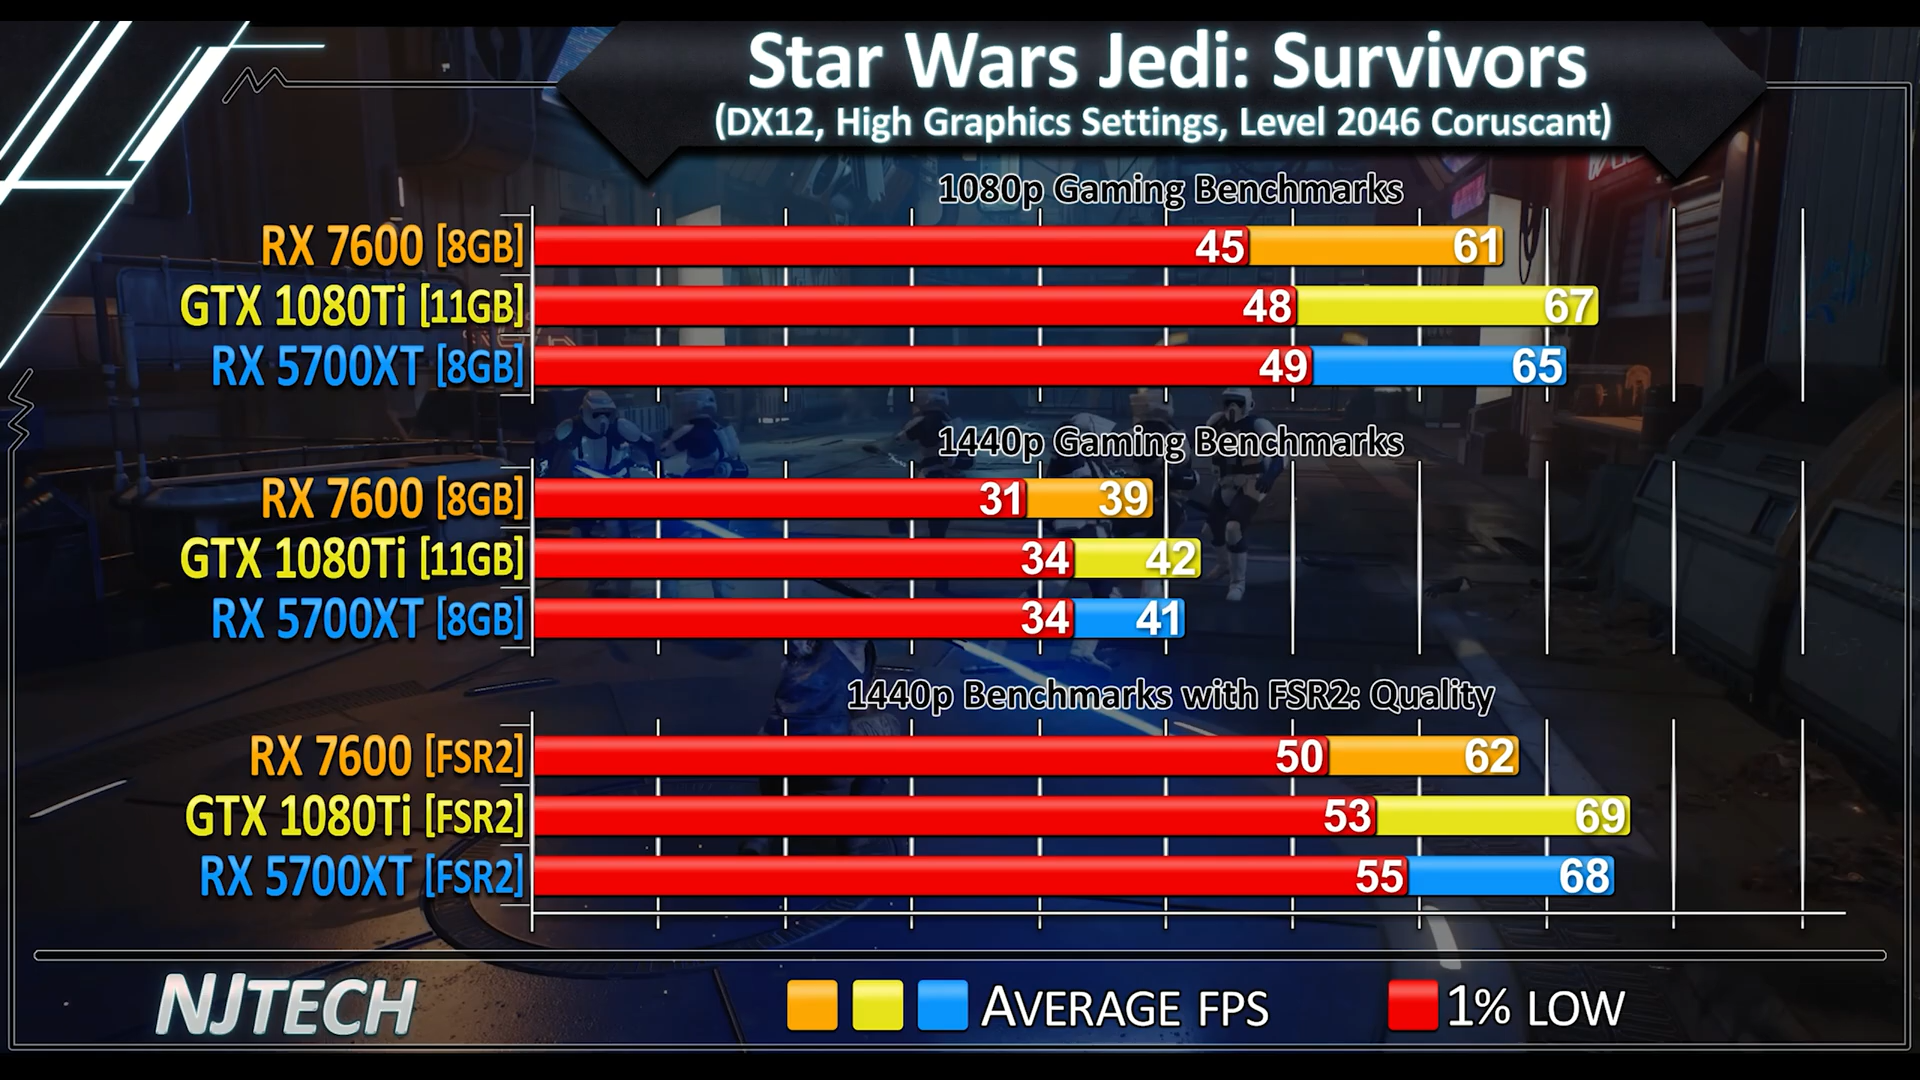 Star Wars Jedi: Survivors
(DX12, High Graphics Settings, Level 2046 Coruscant)
1080p Gaming Benchmarks
RX 7600 [8GB] 45 61
GTX 1080Ti [11GB] 48 67
RX 5700XT [8GB] 49 65
1440p Gaming Benchmarks
RX 7600 [8GB] 31 39
GTX 1080Ti [11GB] 34 42
RX 5700XT [8GB] 34 41
1440p Benchmarks with FSR2: Quality
RX 7600 [FSR2] 50 62
GTX 1080Ti [FSR2] 53 69
RX 5700XT [FSR2] 55 68
NJTECH AVERAGE FPS 1% LOW